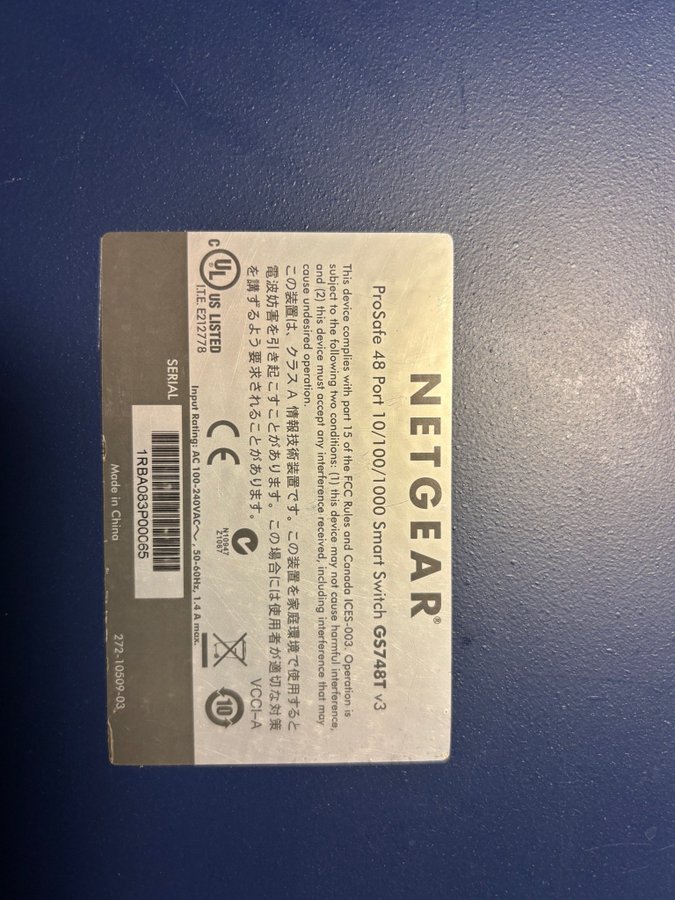 NETGEAR®
ProSafe 48 Port 10/100/1000 Smart Switch GS748T v3
This device complies with part 15 of the FCC Rules and Canada ICES-003. Operation is
subject to the following two conditions: (1) this device may not cause harmful interference,
and (2) this device must accept any interference received, including interference that may
cause undesired operation.
この装置は、クラスA 情報技術装置です。この装置を家庭環境で使用すると
電波妨害を引き起こすことがあります。この場合には使用者が適切な対策
を講ずるよう要求されることがあります。
VCCI-A
C UL US LISTED
I.T.E. E212778
CE
N10947
Z1067
10
Input Rating: AC 100-240VAC～, 50-60Hz, 1.4 A max.
SERIAL
1RBA083P00065
Made in China
272-10509-03